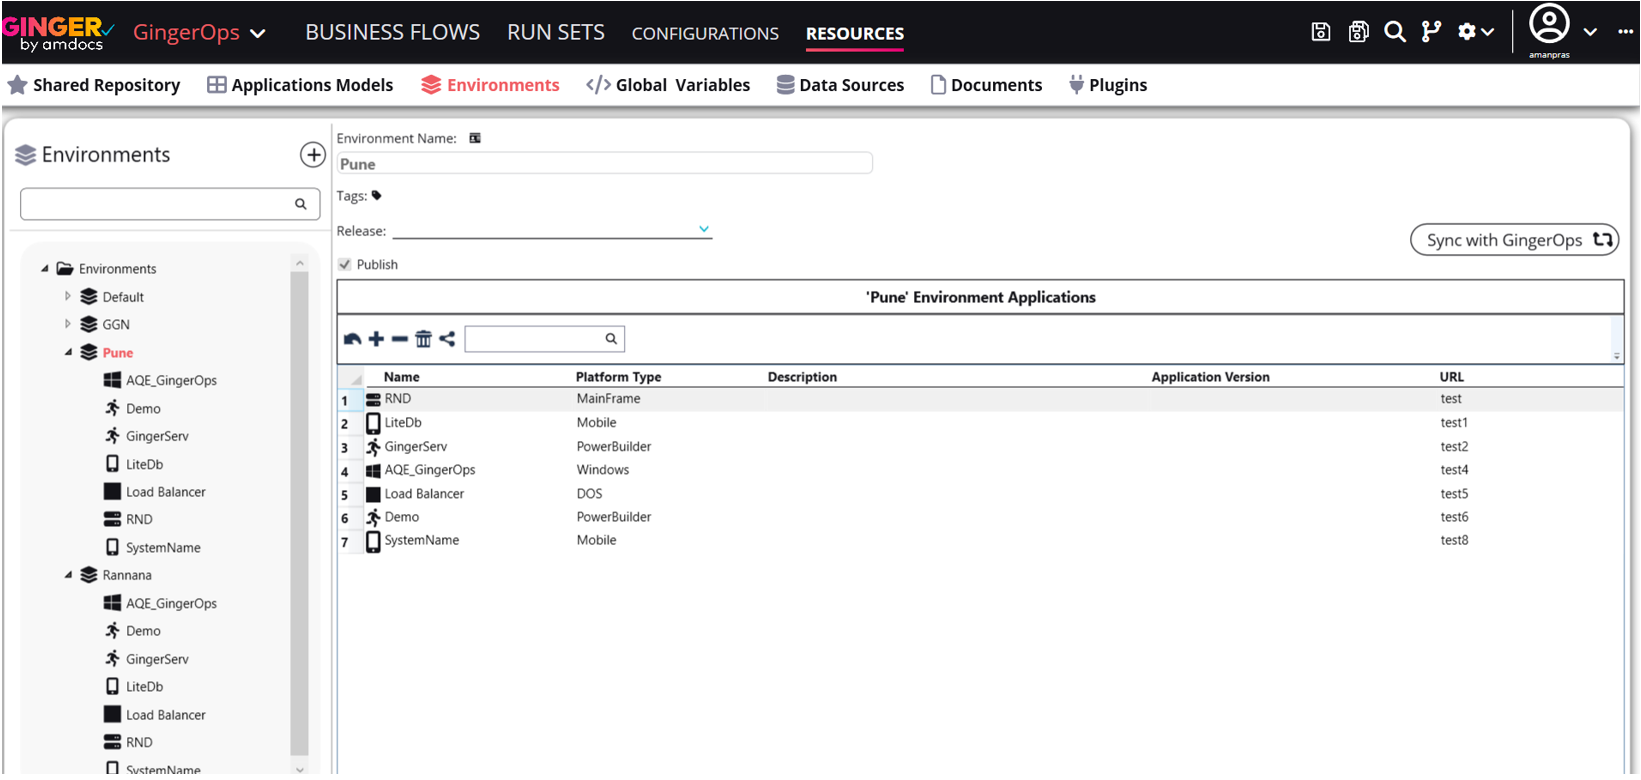 GINGER
by amdocs
GingerOps BUSINESS FLOWS RUN SETS CONFIGURATIONS RESOURCES
amanpras
Shared Repository Applications Models Environments </> Global Variables Data Sources Documents Plugins
Environments
Environments
Default
GGN
Pune
AQE_GingerOps
Demo
GingerServ
LiteDb
Load Balancer
RND
SystemName
Rannana
AQE_GingerOps
Demo
GingerServ
LiteDb
Load Balancer
RND
SystemName
Environment Name:
Pune
Tags:
Release:
Sync with GingerOps
Publish
'Pune' Environment Applications
Name Platform Type Description Application Version URL
1 RND MainFrame test
2 LiteDb Mobile test1
3 GingerServ PowerBuilder test2
4 AQE_GingerOps Windows test4
5 Load Balancer DOS test5
6 Demo PowerBuilder test6
7 SystemName Mobile test8